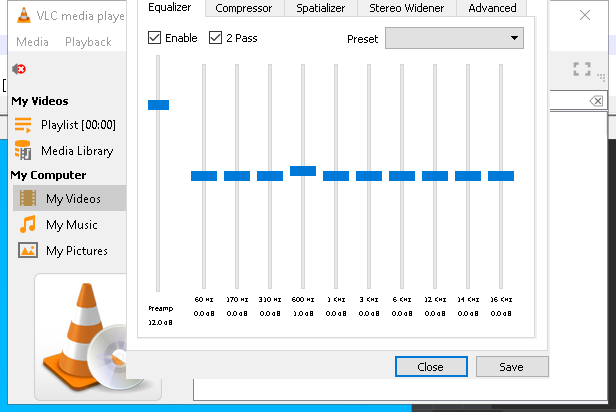 VLC media playe
Media Playback
My Videos
Playlist [00:00]
Media Library
My Computer
My Videos
My Music
My Pictures
Equalizer Compressor Spatializer Stereo Widener Advanced
Enable 2 Pass Preset
60 Hz 170 Hz 310 Hz 600 Hz 1 KHz 3 KHz 6 KHz 12 KHz 14 KHz 16 KHz
Preamp 0.0 dB 0.0 dB 0.0 dB 1.0 dB 0.0 dB 0.0 dB 0.0 dB 0.0 dB 0.0 dB 0.0 dB
12.0 dB
Close Save